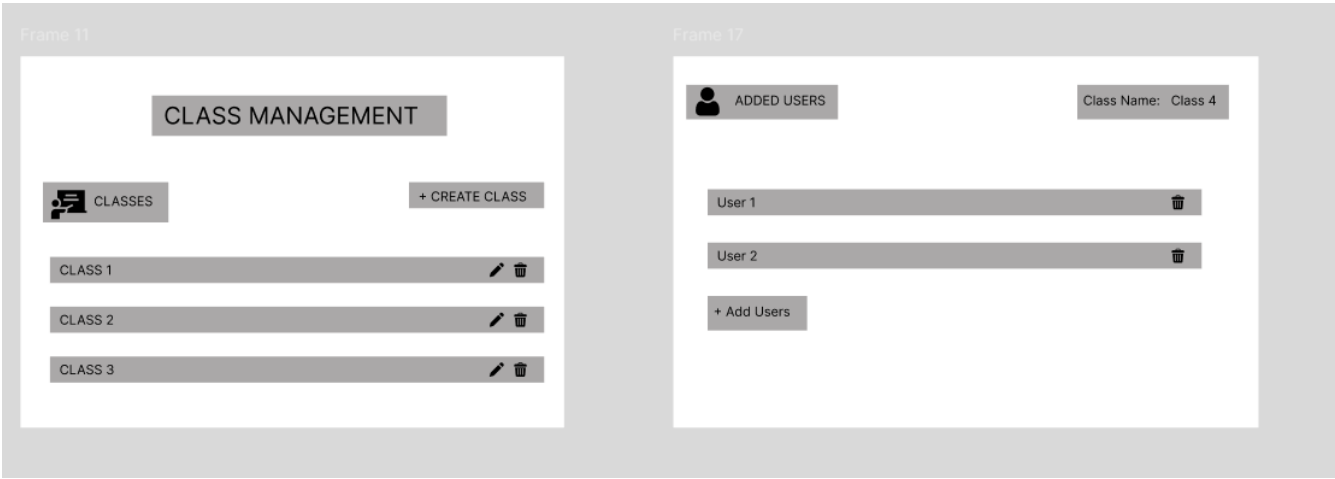 Frame 11
CLASS MANAGEMENT
CLASSES
+ CREATE CLASS
CLASS 1
CLASS 2
CLASS 3
Frame 17
ADDED USERS
Class Name: Class 4
User 1
User 2
+ Add Users